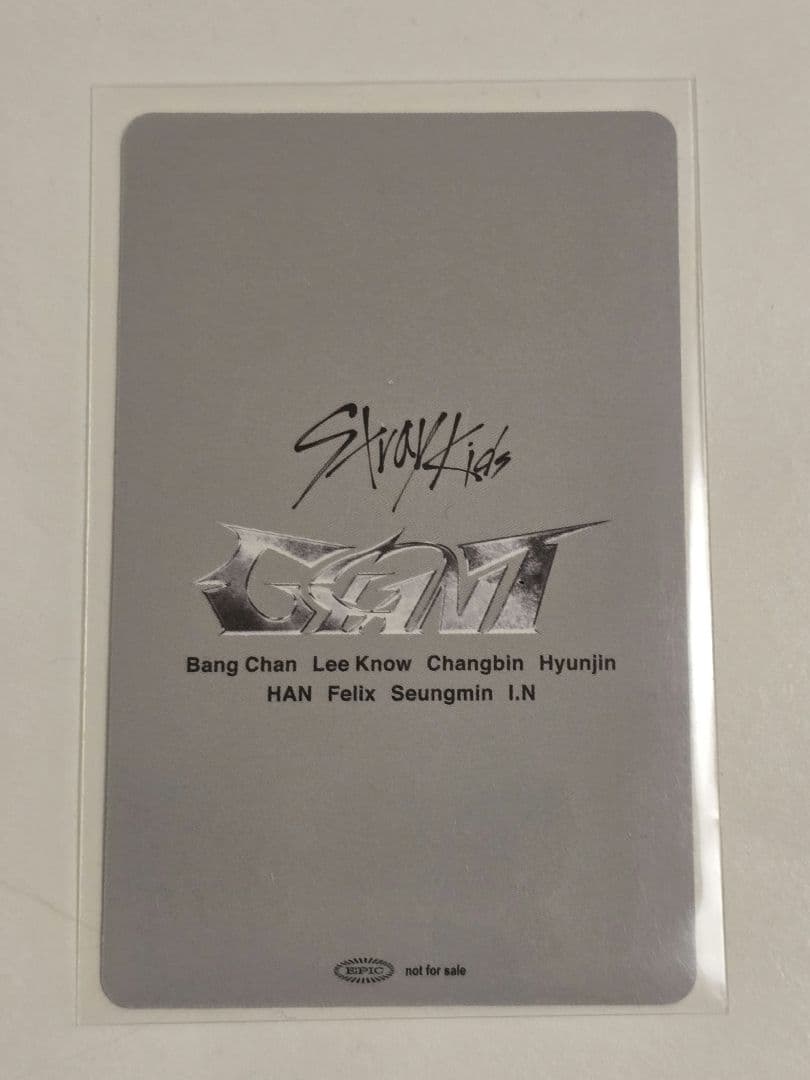 Stray Kids
GIANT
Bang Chan Lee Know Changbin Hyunjin
HAN Felix Seungmin I.N
EPIC not for sale